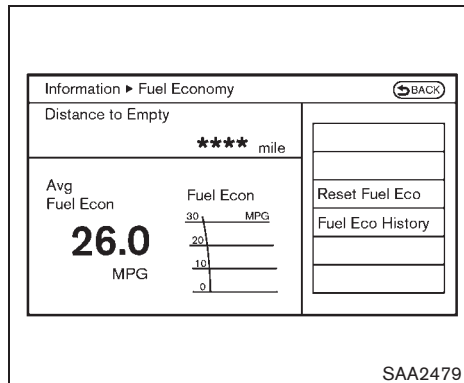 Information ▶ Fuel Economy
BACK
Distance to Empty
**** mile
Avg
Fuel Econ
26.0
MPG
Fuel Econ
30 MPG
20
10
0
Reset Fuel Eco
Fuel Eco History
SAA2479